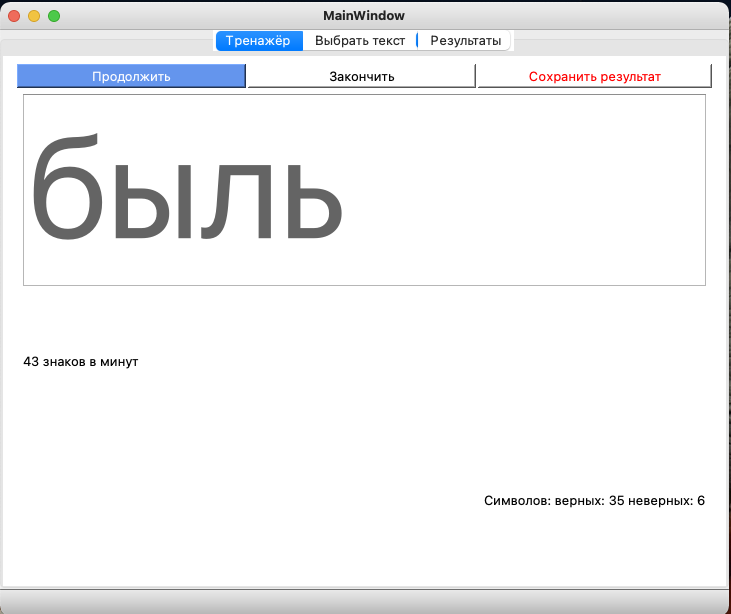 MainWindow
Тренажёр Выбрать текст Результаты
Продолжить Закончить Сохранить результат
быль
43 знаков в минут
Символов: верных: 35 неверных: 6